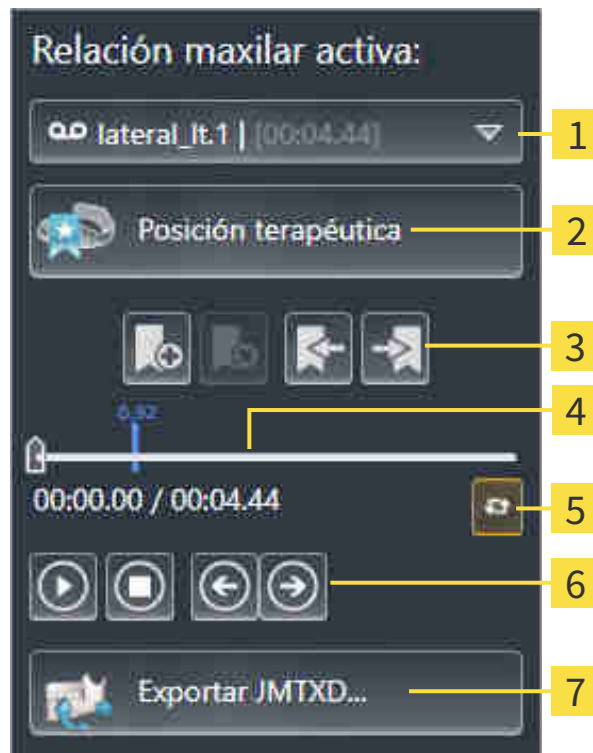 Relación maxilar activa:
lateral_lt.1 | [00:04.44]
1
Posición terapéutica
2
3
0.92
4
00:00.00 / 00:04.44
5
6
Exportar JMTXD...
7